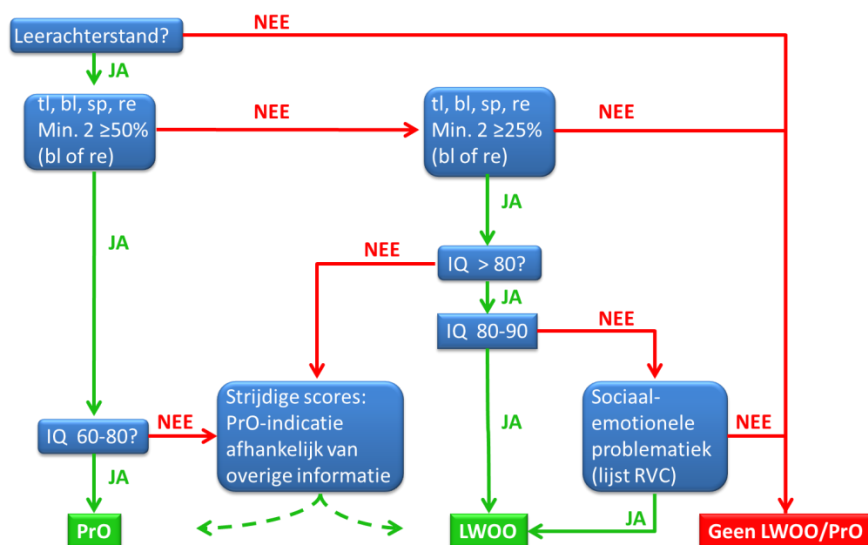 Leerachterstand?
NEE
JA
tl, bl, sp, re
Min. 2 ≥50%
(bl of re)
NEE
tl, bl, sp, re
Min. 2 ≥25%
(bl of re)
NEE
JA
JA
NEE
IQ > 80?
JA
IQ 80-90
NEE
Strijdige scores:
PrO-indicatie
afhankelijk van
overige informatie
Sociaal-
emotionele
problematiek
(lijst RVC)
NEE
JA
IQ 60-80?
NEE
JA
JA
PrO
LWOO
Geen LWOO/PrO